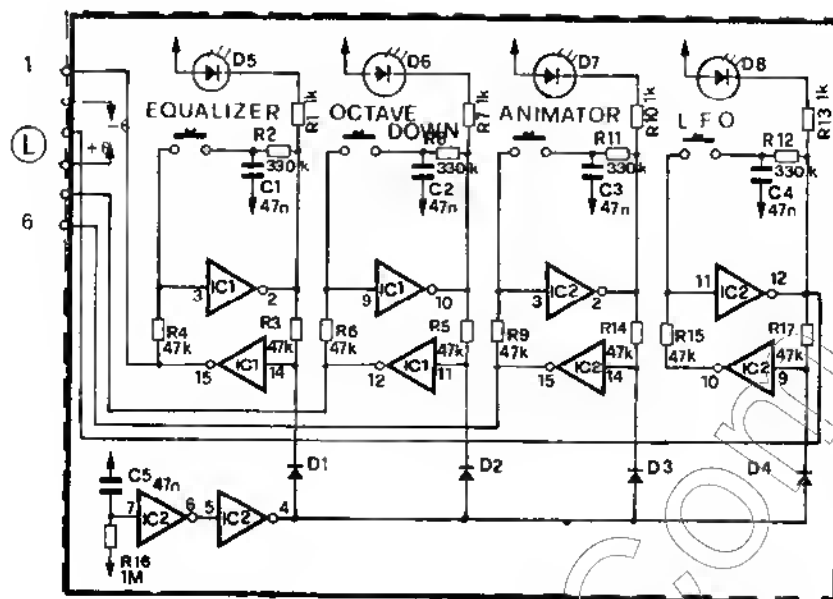 1
L
-6
+6
6
D5
D6
D7
D8
EQUALIZER
OCTAVE DOWN
ANIMATOR
LFO
R1 1k
R7 1k
R10 1k
R13 1k
R2
330k
R8
330k
R11
330k
R12
330k
C1
47n
C2
47n
C3
47n
C4
47n
3 IC1 2
9 IC1 10
3 IC2 2
11 IC2 12
R4
47k
R3
47k
R6
47k
R5
47k
R9
47k
R14
47k
R15
47k
R17
47k
15 IC1 14
12 IC1 11
15 IC2 14
10 IC2 9
D1
D2
D3
D4
C5
47n
7 IC2 6
5 IC2 4
R16
1M
Com